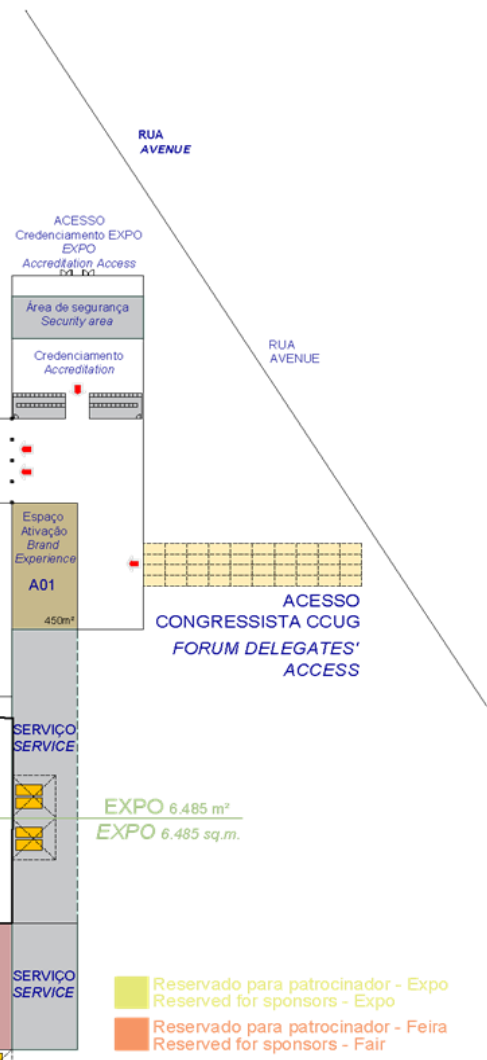 RUA
AVENUE
ACESSO
Credenciamento EXPO
EXPO
Accreditation Access
Área de segurança
Security area
Credenciamento
Accreditation
RUA
AVENUE
Espaço
Ativação
Brand
Experience
A01
450m²
ACESSO
CONGRESSISTA CCUG
FORUM DELEGATES'
ACCESS
SERVIÇO
SERVICE
EXPO 6.485 m²
EXPO 6.485 sq.m.
SERVIÇO
SERVICE
Reservado para patrocinador - Expo
Reserved for sponsors - Expo
Reservado para patrocinador - Feira
Reserved for sponsors - Fair